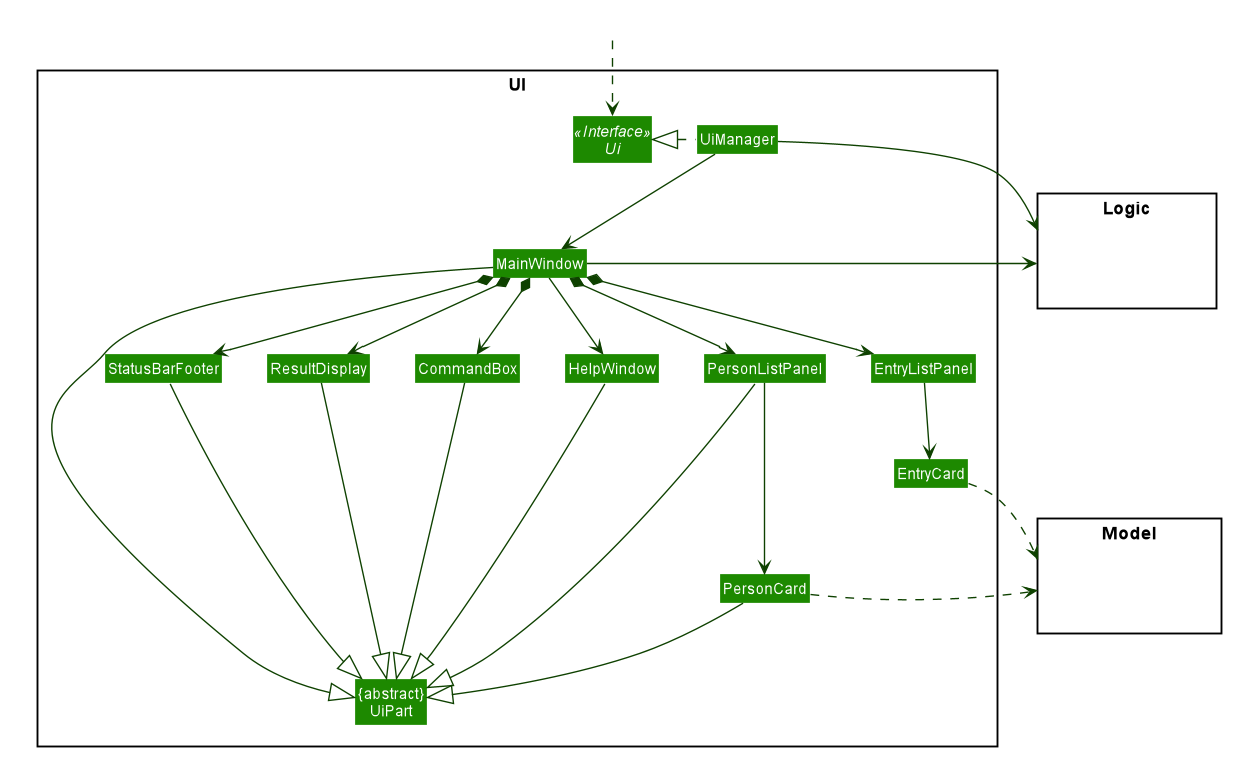 UI
«Interface»
Ui
UiManager
Logic
MainWindow
StatusBarFooter
ResultDisplay
CommandBox
HelpWindow
PersonListPanel
EntryListPanel
EntryCard
Model
PersonCard
{abstract}
UiPart